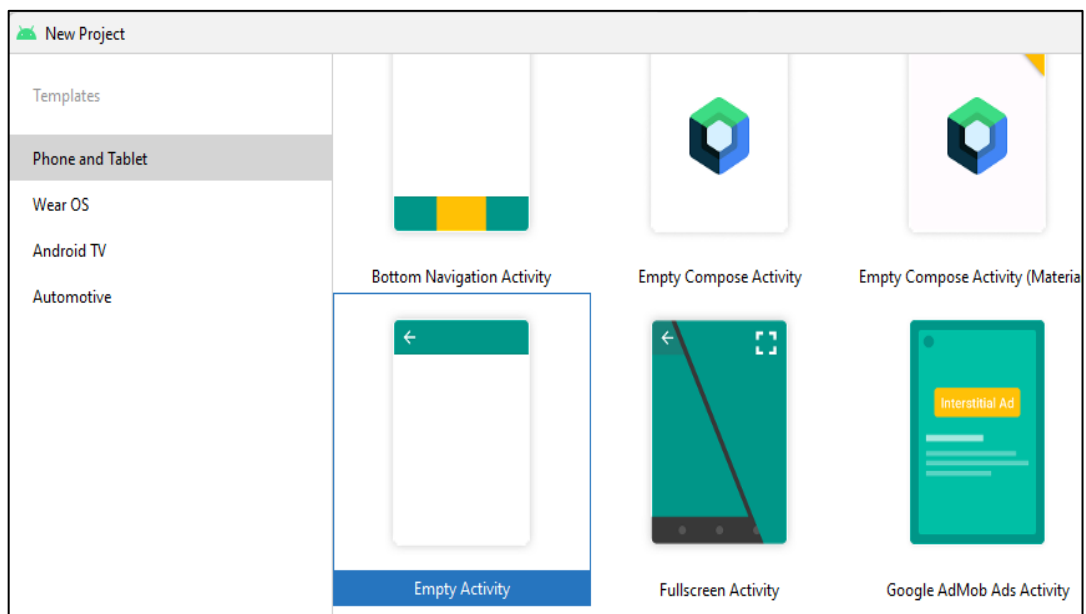 New Project
Templates
Phone and Tablet
Wear OS
Android TV
Automotive
Bottom Navigation Activity
Empty Compose Activity
Empty Compose Activity (Materia
Interstitial Ad
Empty Activity
Fullscreen Activity
Google AdMob Ads Activity